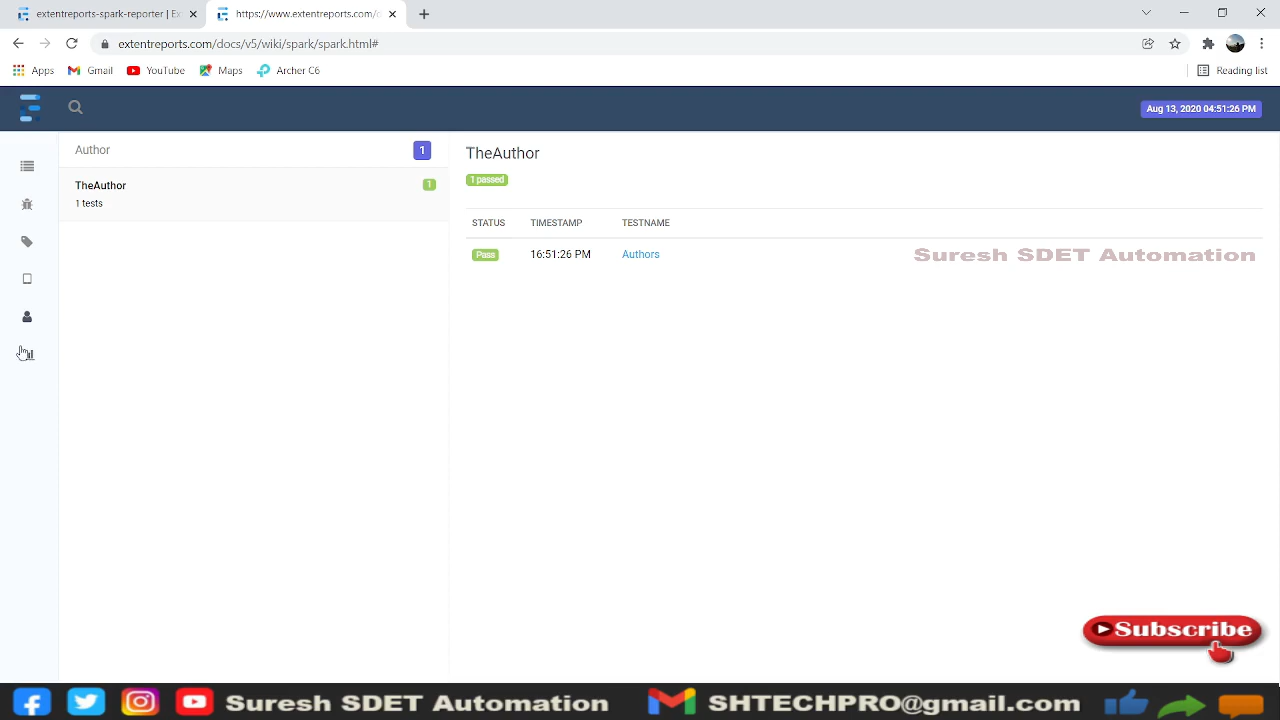 extentreports-spark-reporter | Ex
https://www.extentreports.com/
extentreports.com/docs/v5/wiki/spark/spark.html#
Apps
Gmail
YouTube
Maps
Archer C6
Reading list
Aug 13, 2020 04:51:26 PM
Author
1
TheAuthor
1
1 tests
TheAuthor
1 passed
STATUS TIMESTAMP TESTNAME
Pass 16:51:26 PM Authors
Suresh SDET Automation
Subscribe
Suresh SDET Automation
SHTECHPRO@gmail.com